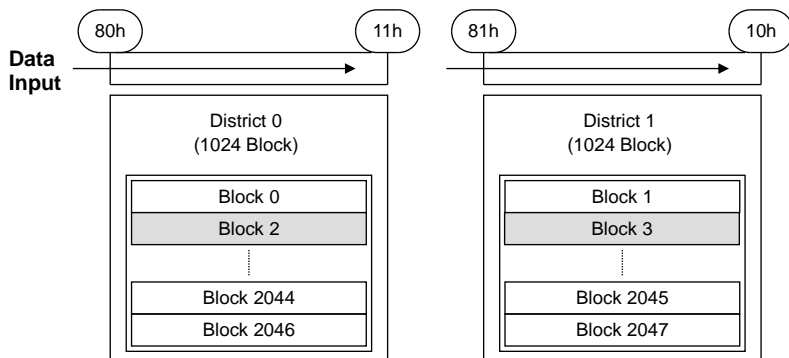 80h
11h
81h
10h
Data
Input
District 0
(1024 Block)
Block 0
Block 2
Block 2044
Block 2046
District 1
(1024 Block)
Block 1
Block 3
Block 2045
Block 2047